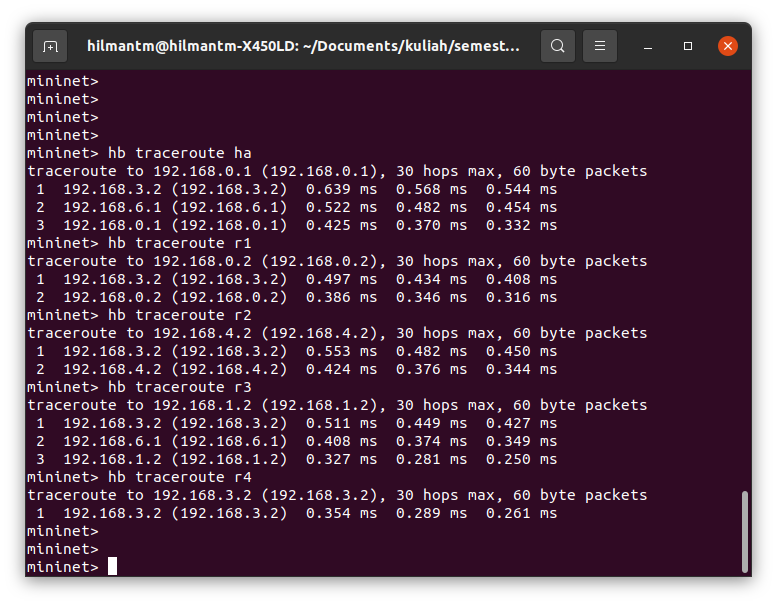 hilmantm@hilmantm-X450LD: ~/Documents/kuliah/semest...
mininet>
mininet>
mininet>
mininet>
mininet> hb traceroute ha
traceroute to 192.168.0.1 (192.168.0.1), 30 hops max, 60 byte packets
 1  192.168.3.2 (192.168.3.2)  0.639 ms  0.568 ms  0.544 ms
 2  192.168.6.1 (192.168.6.1)  0.522 ms  0.482 ms  0.454 ms
 3  192.168.0.1 (192.168.0.1)  0.425 ms  0.370 ms  0.332 ms
mininet> hb traceroute r1
traceroute to 192.168.0.2 (192.168.0.2), 30 hops max, 60 byte packets
 1  192.168.3.2 (192.168.3.2)  0.497 ms  0.434 ms  0.408 ms
 2  192.168.0.2 (192.168.0.2)  0.386 ms  0.346 ms  0.316 ms
mininet> hb traceroute r2
traceroute to 192.168.4.2 (192.168.4.2), 30 hops max, 60 byte packets
 1  192.168.3.2 (192.168.3.2)  0.553 ms  0.482 ms  0.450 ms
 2  192.168.4.2 (192.168.4.2)  0.424 ms  0.376 ms  0.344 ms
mininet> hb traceroute r3
traceroute to 192.168.1.2 (192.168.1.2), 30 hops max, 60 byte packets
 1  192.168.3.2 (192.168.3.2)  0.511 ms  0.449 ms  0.427 ms
 2  192.168.6.1 (192.168.6.1)  0.408 ms  0.374 ms  0.349 ms
 3  192.168.1.2 (192.168.1.2)  0.327 ms  0.281 ms  0.250 ms
mininet> hb traceroute r4
traceroute to 192.168.3.2 (192.168.3.2), 30 hops max, 60 byte packets
 1  192.168.3.2 (192.168.3.2)  0.354 ms  0.289 ms  0.261 ms
mininet>
mininet>
mininet>